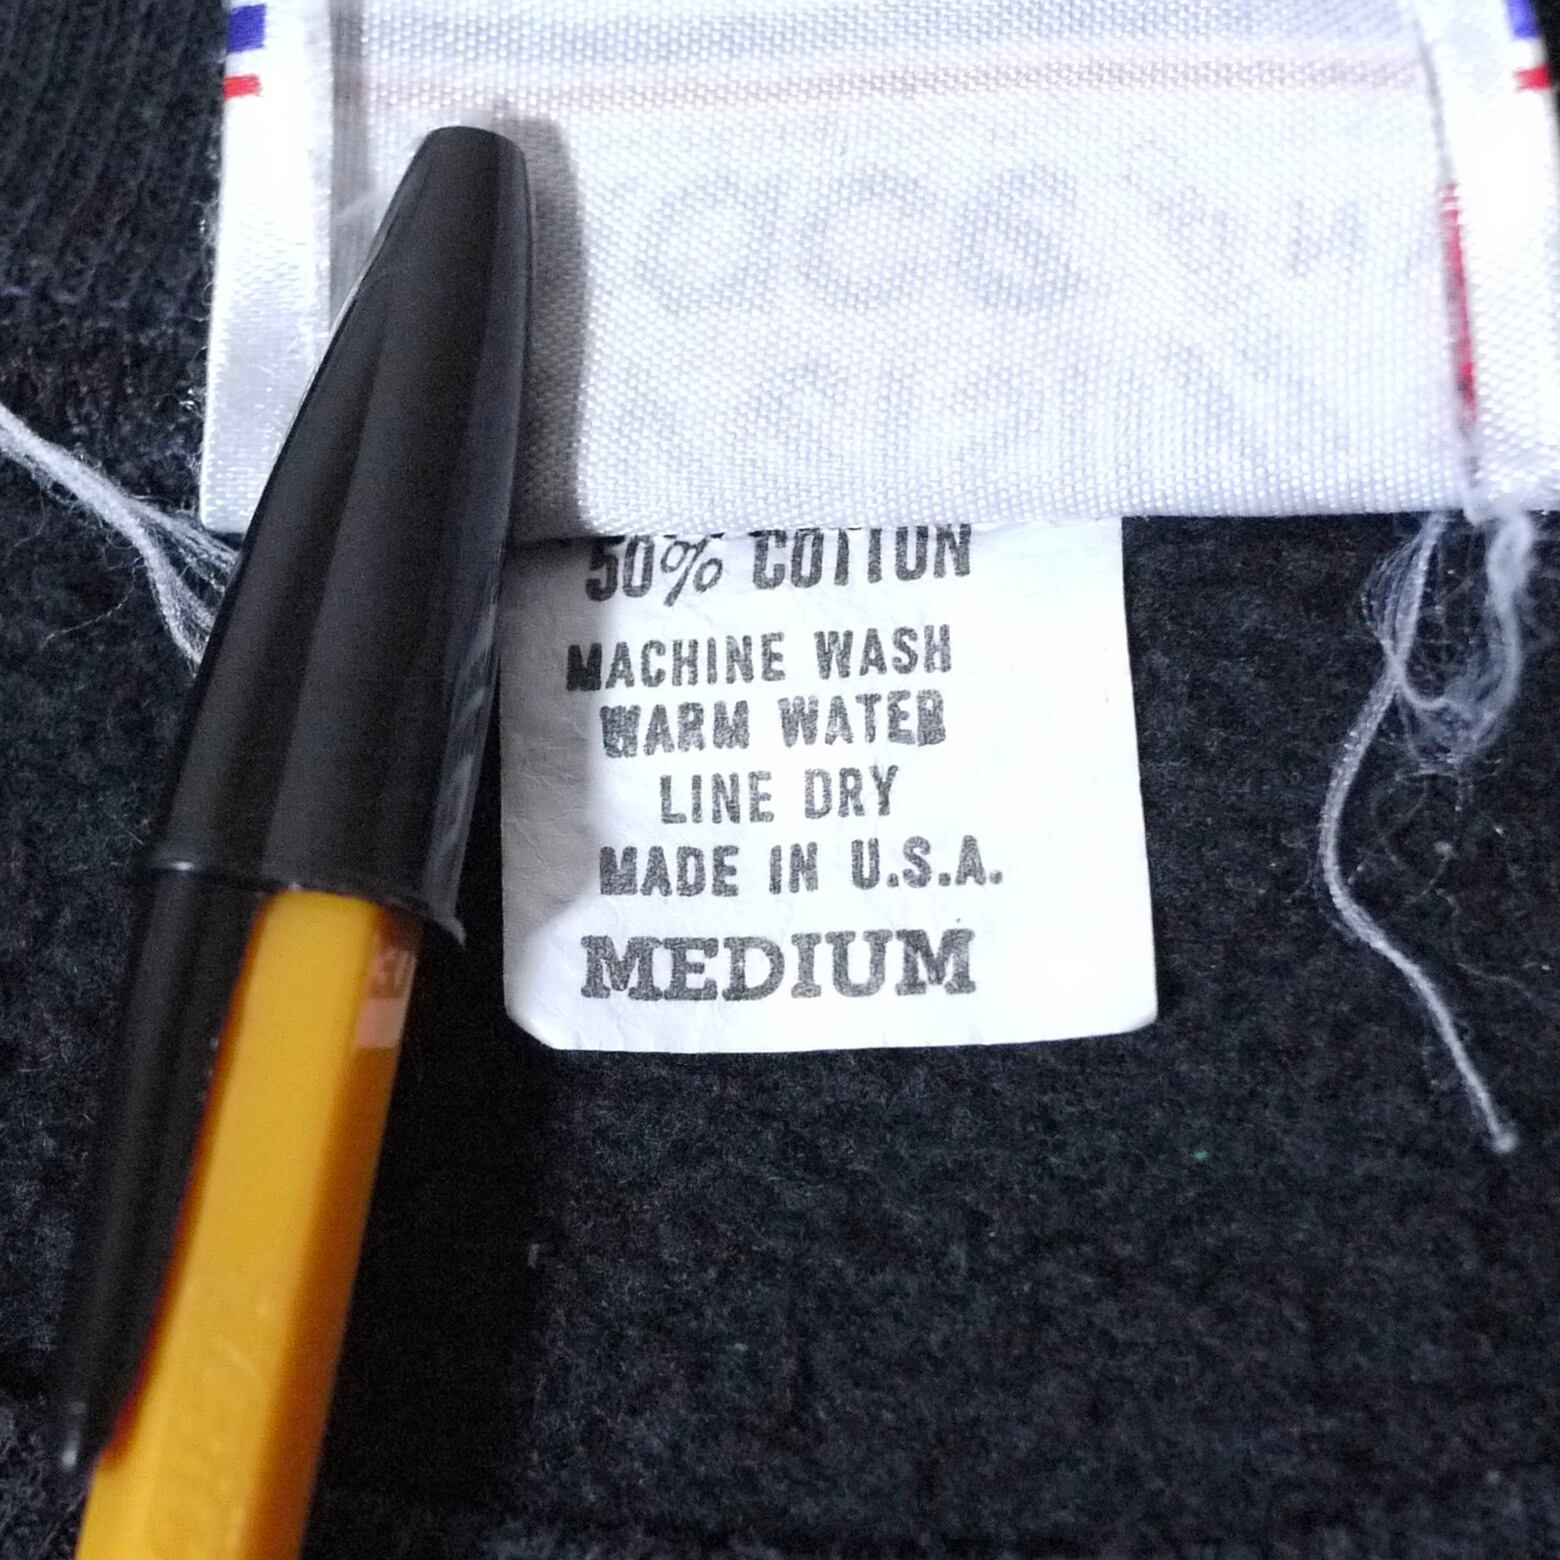 50% COTTON
MACHINE WASH
WARM WATER
LINE DRY
MADE IN U.S.A.
MEDIUM